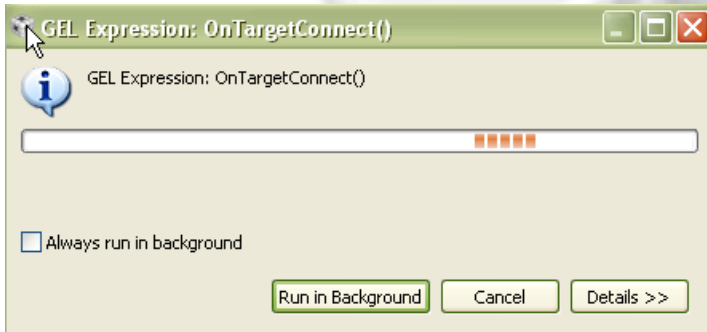 GEL Expression: OnTargetConnect()
GEL Expression: OnTargetConnect()
Always run in background
Run in Background Cancel Details >>